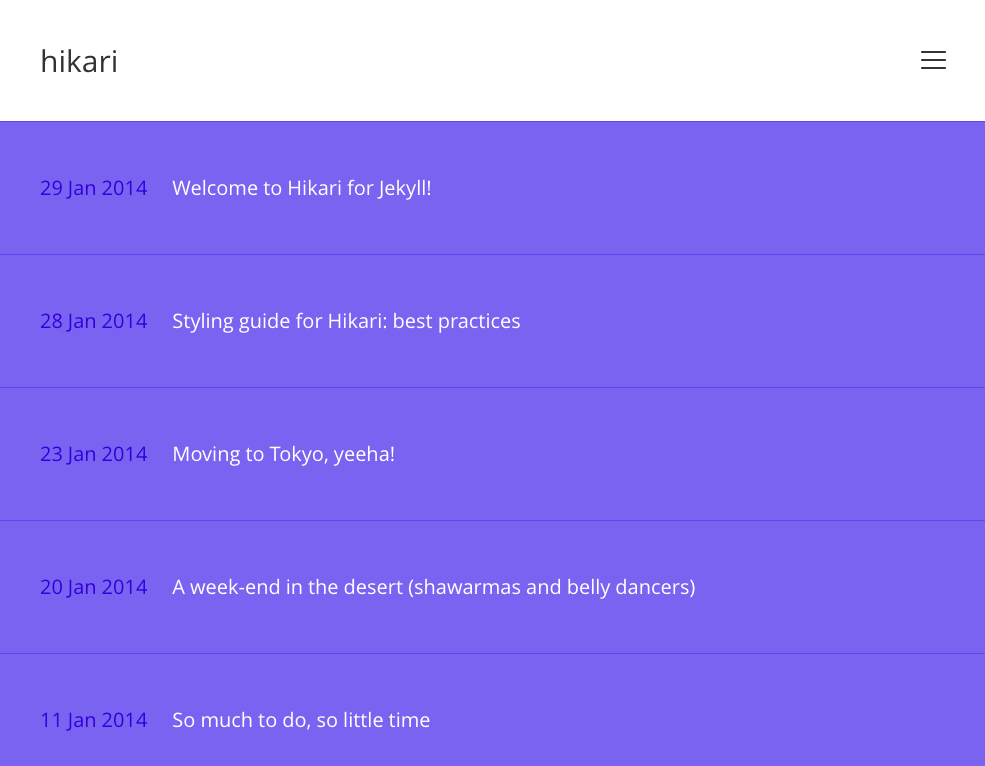 hikari
29 Jan 2014 Welcome to Hikari for Jekyll!
28 Jan 2014 Styling guide for Hikari: best practices
23 Jan 2014 Moving to Tokyo, yeeha!
20 Jan 2014 A week-end in the desert (shawarmas and belly dancers)
11 Jan 2014 So much to do, so little time